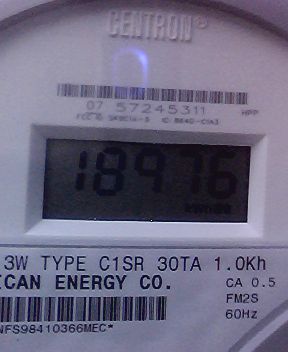 CENTRON®
07 57245311 HPP
18976
3W TYPE C1SR 30TA 1.0Kh
ICAN ENERGY CO. CA 0.5
FM2S
60Hz
NFS98410366MEC*